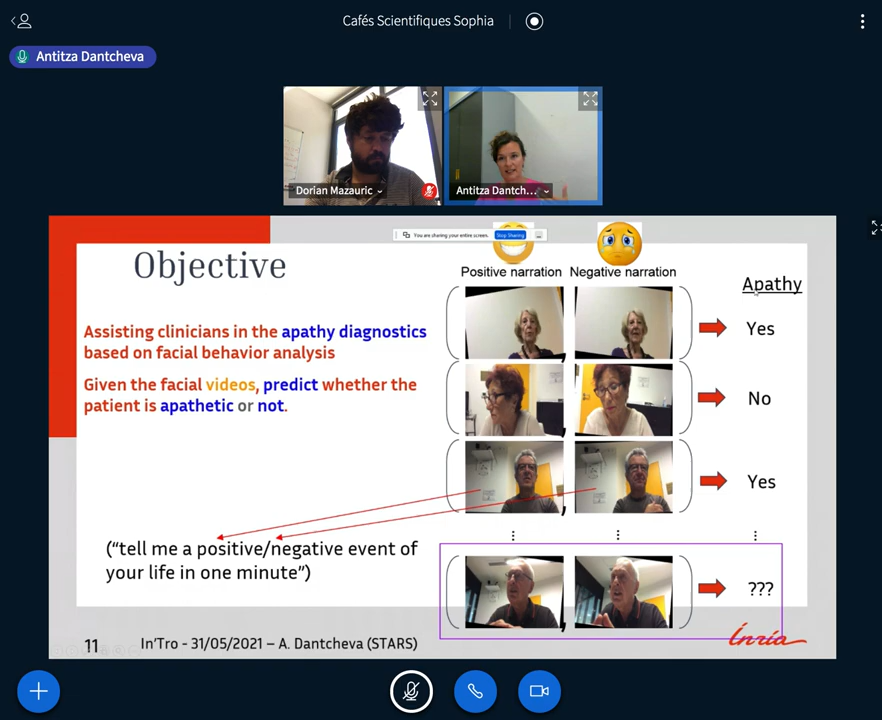 Cafés Scientifiques Sophia
Antitza Dantcheva
Dorian Mazauric
Antitza Dantch...
You are sharing your entire screen.
Stop Sharing
Objective
Positive narration
Negative narration
Apathy
Assisting clinicians in the apathy diagnostics
based on facial behavior analysis
Given the facial videos, predict whether the
patient is apathetic or not.
Yes
No
Yes
("tell me a positive/negative event of
your life in one minute")
???
11
In'Tro - 31/05/2021 – A. Dantcheva (STARS)
Inria